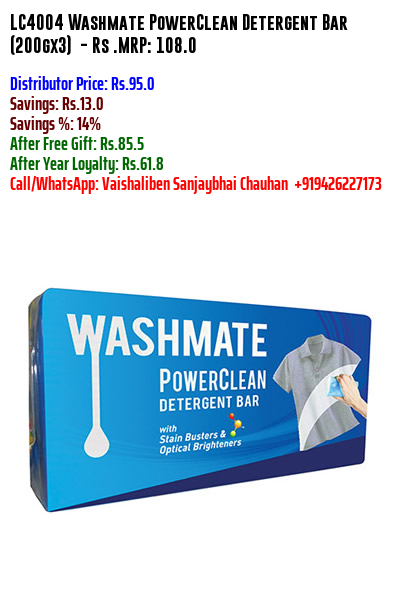 LC4004 Washmate PowerClean Detergent Bar
(200gx3) - Rs .MRP: 108.0
Distributor Price: Rs.95.0
Savings: Rs.13.0
Savings %: 14%
After Free Gift: Rs.85.5
After Year Loyalty: Rs.61.8
Call/WhatsApp: Vaishaliben Sanjaybhai Chauhan +919426227173
WASHMATE
POWERCLEAN
DETERGENT BAR
with
Stain Busters &
Optical Brighteners